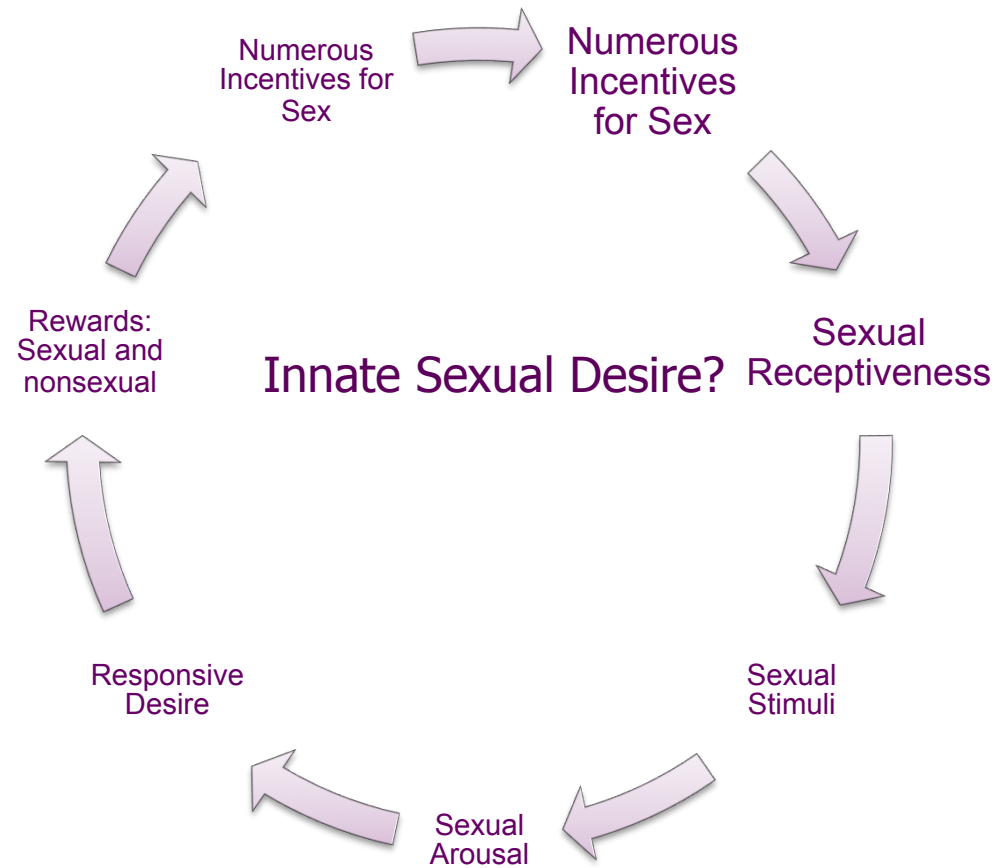 Numerous
Incentives for
Sex
Numerous
Incentives
for Sex
Sexual
Receptiveness
Sexual
Stimuli
Sexual
Arousal
Responsive
Desire
Rewards:
Sexual and
nonsexual
Innate Sexual Desire?